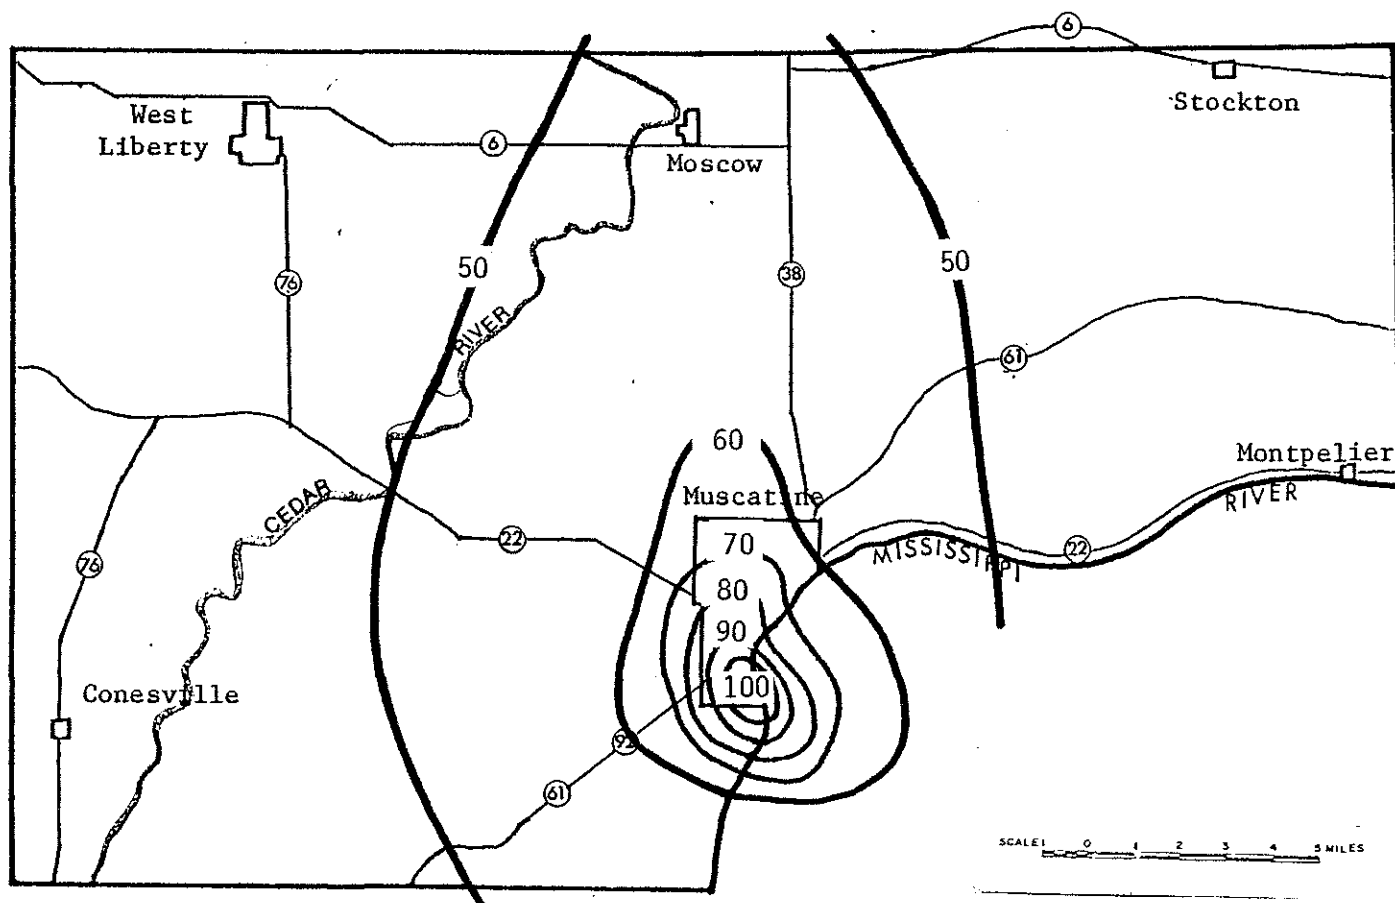 6
West
Liberty
Stockton
6
Moscow
50
50
76
38
RIVER
61
60
Montpelier
Muscatine
RIVER
CEDAR
22
70
MISSISSIPPI
22
76
80
90
100
Conesville
92
61
SCALE 1 0 1 2 3 4 5 MILES